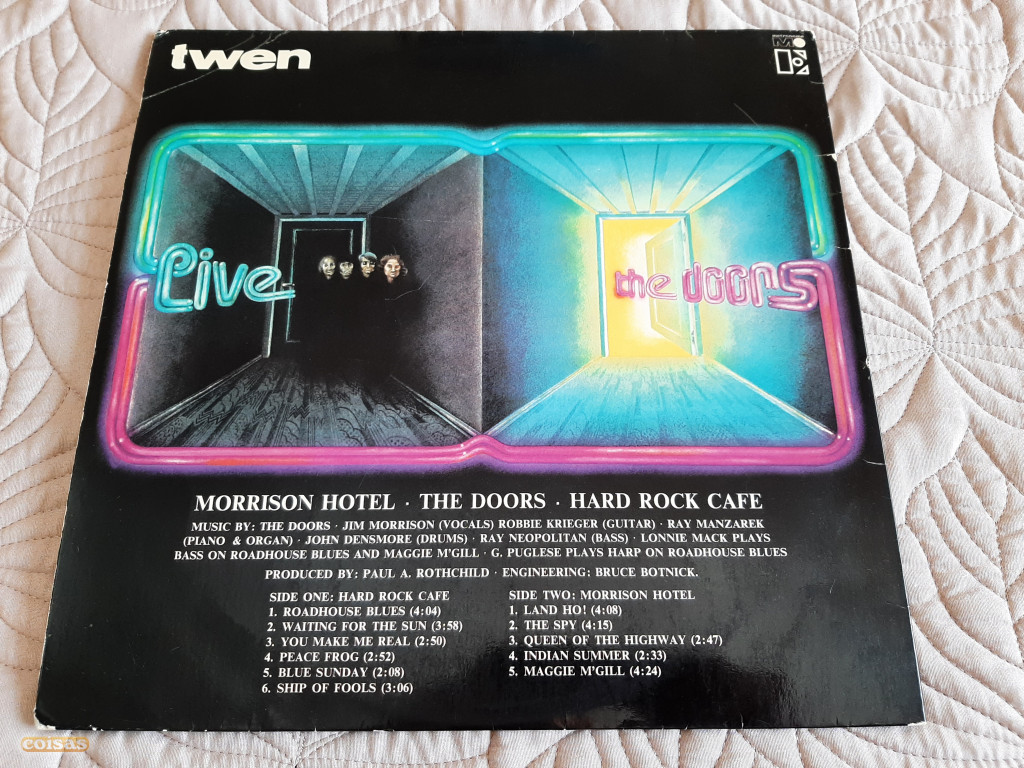 twen
Live
the doors
MORRISON HOTEL · THE DOORS · HARD ROCK CAFE
MUSIC BY: THE DOORS · JIM MORRISON (VOCALS) ROBBIE KRIEGER (GUITAR) · RAY MANZAREK
(PIANO & ORGAN) · JOHN DENSMORE (DRUMS) · RAY NEOPOLITAN (BASS) · LONNIE MACK PLAYS
BASS ON ROADHOUSE BLUES AND MAGGIE M'GILL · G. PUGLESE PLAYS HARP ON ROADHOUSE BLUES
PRODUCED BY: PAUL A. ROTHCHILD · ENGINEERING: BRUCE BOTNICK.
SIDE ONE: HARD ROCK CAFE
1. ROADHOUSE BLUES (4:04)
2. WAITING FOR THE SUN (3:58)
3. YOU MAKE ME REAL (2:50)
4. PEACE FROG (2:52)
5. BLUE SUNDAY (2:08)
6. SHIP OF FOOLS (3:06)
SIDE TWO: MORRISON HOTEL
1. LAND HO! (4:08)
2. THE SPY (4:15)
3. QUEEN OF THE HIGHWAY (2:47)
4. INDIAN SUMMER (2:33)
5. MAGGIE M'GILL (4:24)
coisas